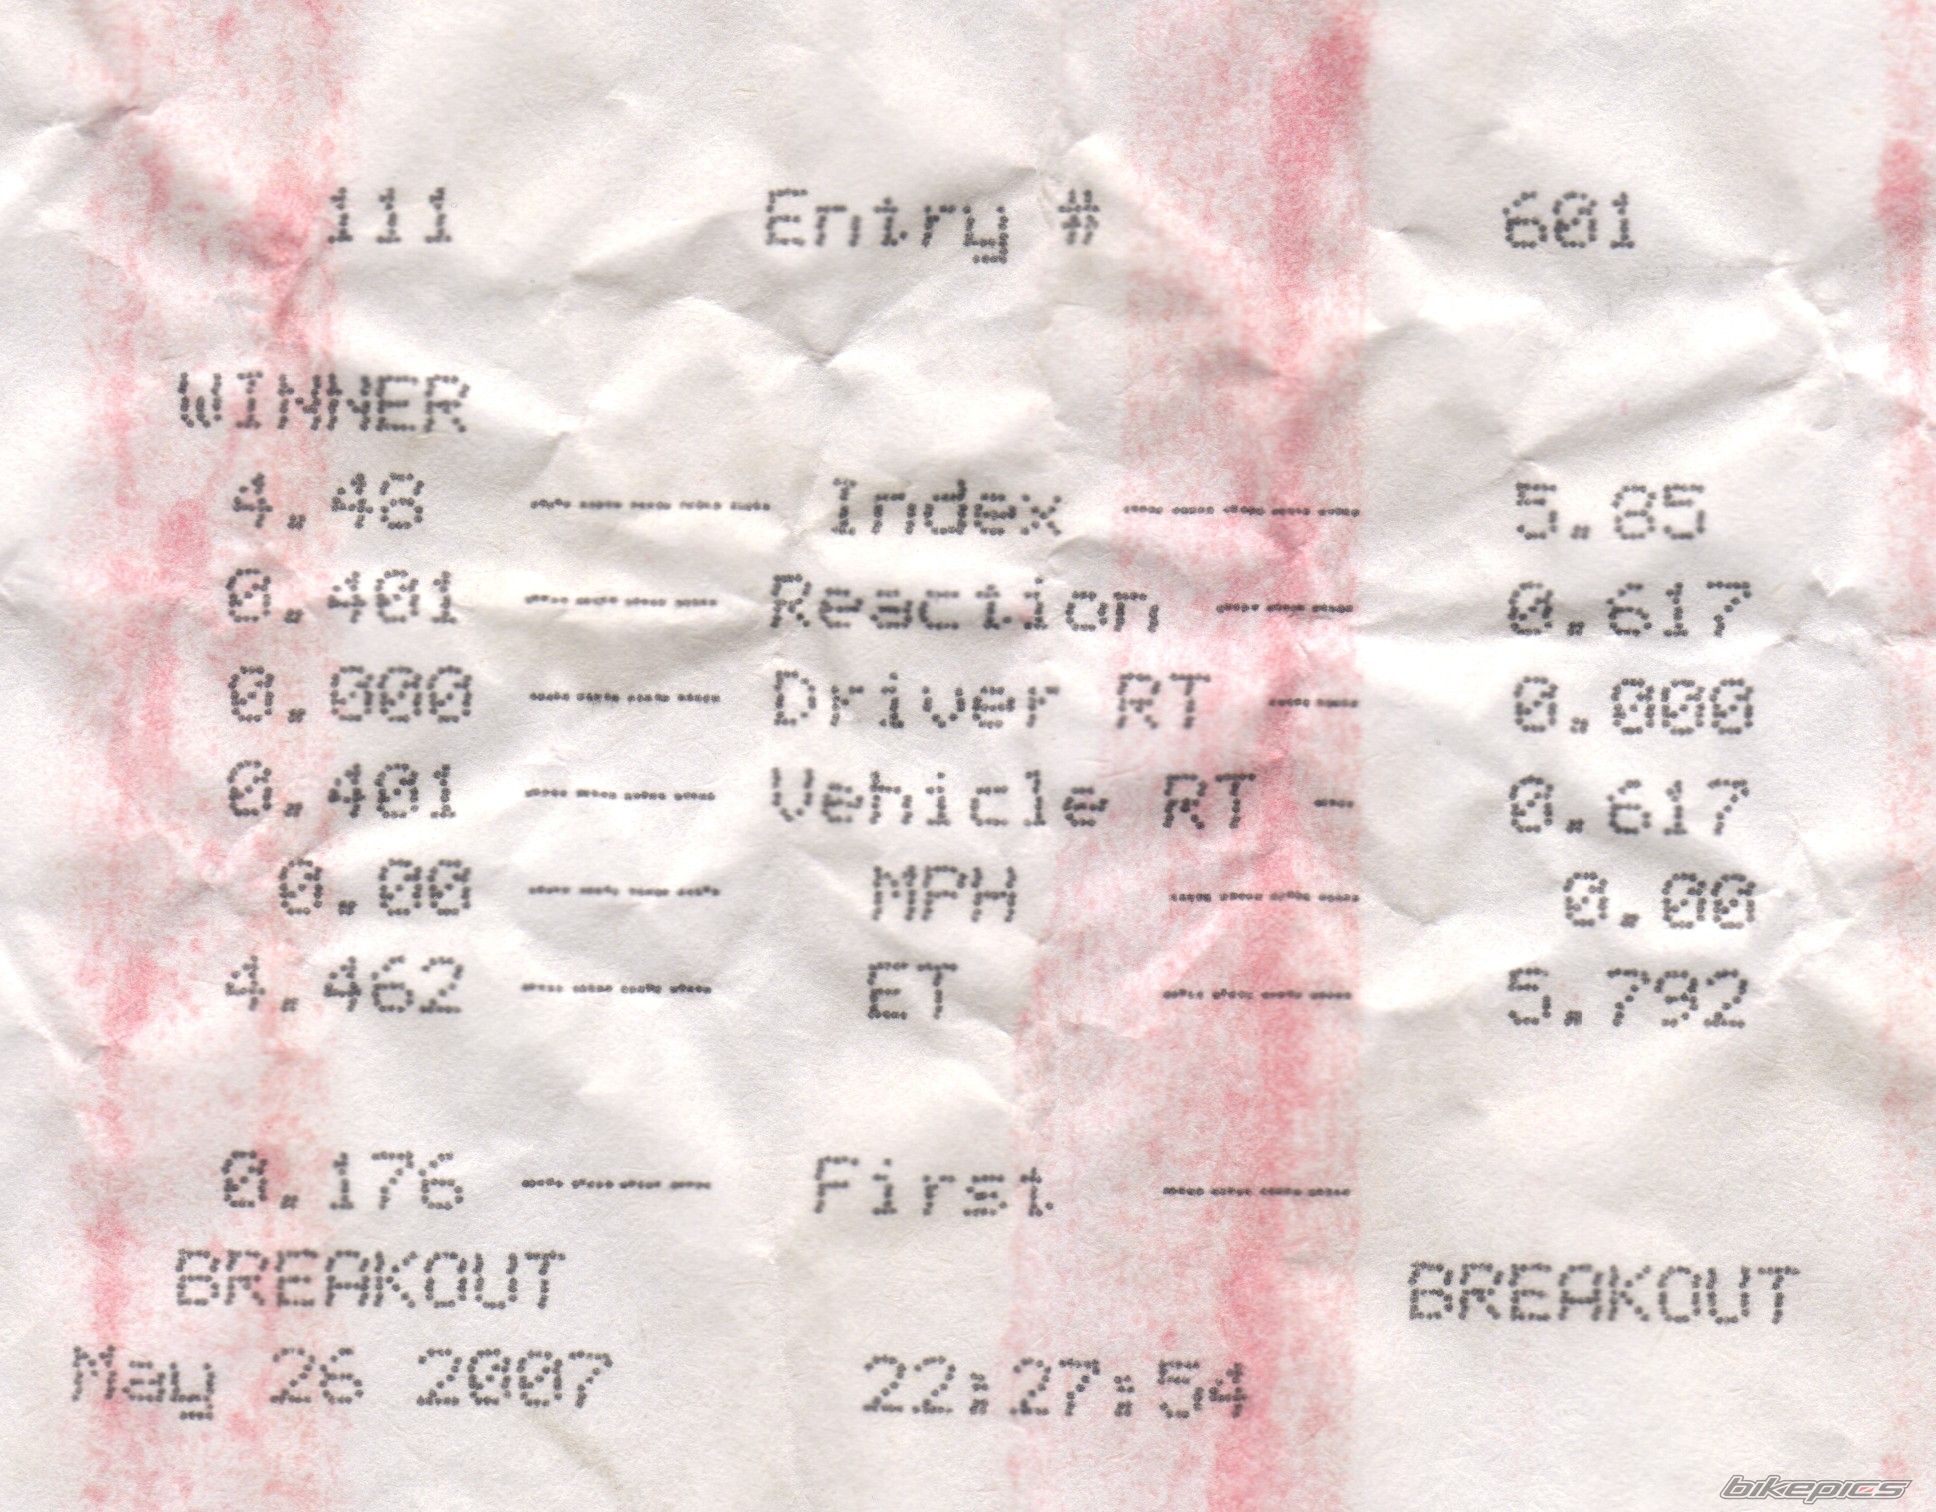 111 Entry # 601
WINNER
4.48 ----- Index ----- 5.85
0.401 ---- Reaction --- 0.617
0.000 ---- Driver RT -- 0.000
0.401 ---- Vehicle RT - 0.617
0.00 ---- MPH ---- 0.00
4.462 ---- ET ---- 5.792
0.176 ---- First ----
BREAKOUT BREAKOUT
May 26 2007 22:27:54
bikepics